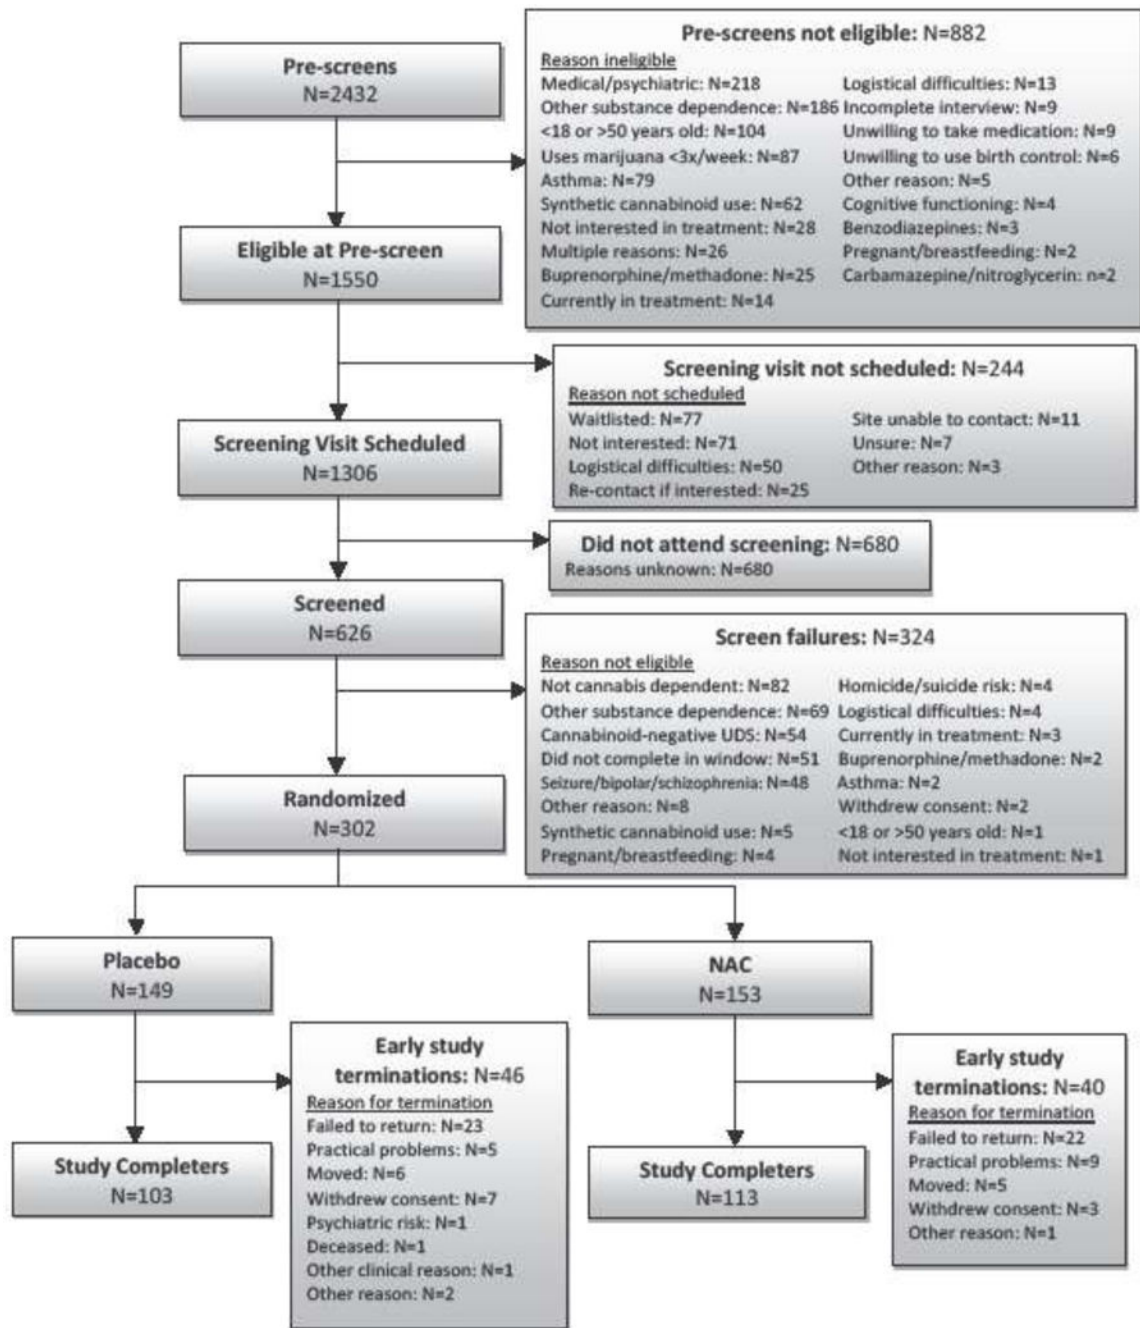 Pre-screens
N=2432
Pre-screens not eligible: N=882
Reason ineligible
Medical/psychiatric: N=218
Other substance dependence: N=186
<18 or >50 years old: N=104
Uses marijuana <3x/week: N=87
Asthma: N=79
Synthetic cannabinoid use: N=62
Not interested in treatment: N=28
Multiple reasons: N=26
Buprenorphine/methadone: N=25
Currently in treatment: N=14
Logistical difficulties: N=13
Incomplete interview: N=9
Unwilling to take medication: N=9
Unwilling to use birth control: N=6
Other reason: N=5
Cognitive functioning: N=4
Benzodiazepines: N=3
Pregnant/breastfeeding: N=2
Carbamazepine/nitroglycerin: n=2
Eligible at Pre-screen
N=1550
Screening visit not scheduled: N=244
Reason not scheduled
Waitlisted: N=77
Not interested: N=71
Logistical difficulties: N=50
Re-contact if interested: N=25
Site unable to contact: N=11
Unsure: N=7
Other reason: N=3
Screening Visit Scheduled
N=1306
Did not attend screening: N=680
Reasons unknown: N=680
Screened
N=626
Screen failures: N=324
Reason not eligible
Not cannabis dependent: N=82
Other substance dependence: N=69
Cannabinoid-negative UDS: N=54
Did not complete in window: N=51
Seizure/bipolar/schizophrenia: N=48
Other reason: N=8
Synthetic cannabinoid use: N=5
Pregnant/breastfeeding: N=4
Homicide/suicide risk: N=4
Logistical difficulties: N=4
Currently in treatment: N=3
Buprenorphine/methadone: N=2
Asthma: N=2
Withdrew consent: N=2
<18 or >50 years old: N=1
Not interested in treatment: N=1
Randomized
N=302
Placebo
N=149
Early study
terminations: N=46
Reason for termination
Failed to return: N=23
Practical problems: N=5
Moved: N=6
Withdrew consent: N=7
Psychiatric risk: N=1
Deceased: N=1
Other clinical reason: N=1
Other reason: N=2
Study Completers
N=103
NAC
N=153
Early study
terminations: N=40
Reason for termination
Failed to return: N=22
Practical problems: N=9
Moved: N=5
Withdrew consent: N=3
Other reason: N=1
Study Completers
N=113